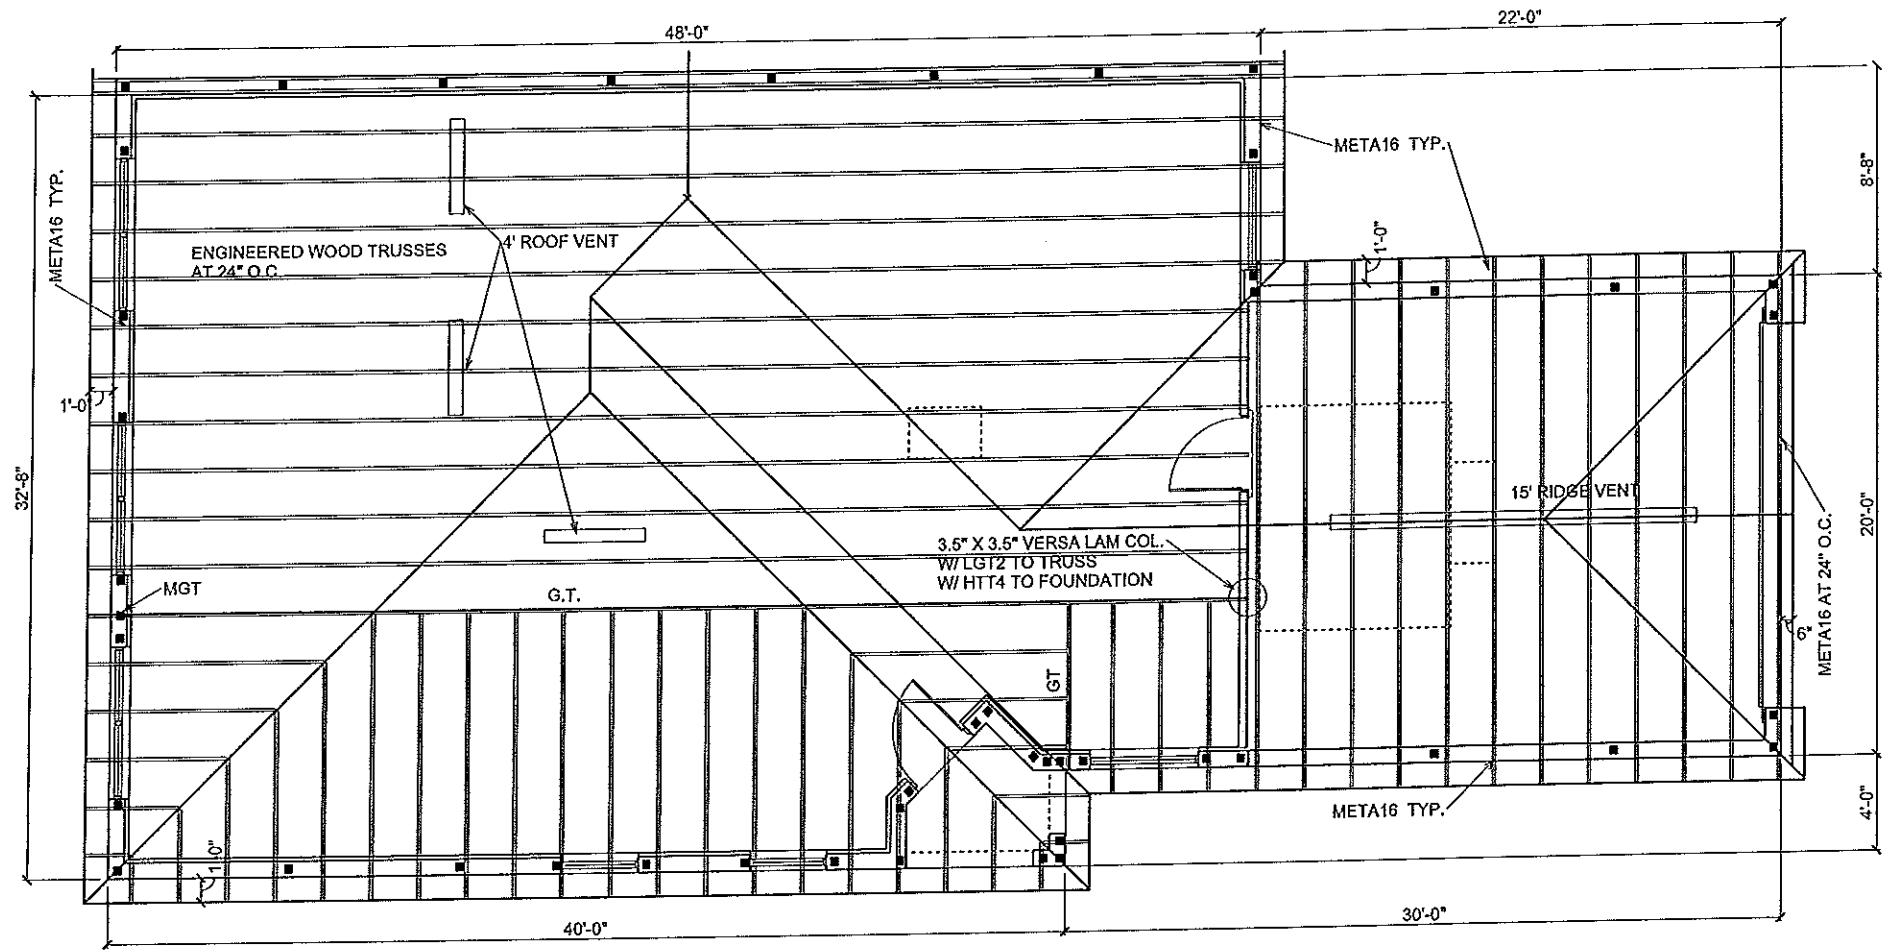 48'-0"
22'-0"
META16 TYP.
META16 TYP.
8'-8"
1'-0"
ENGINEERED WOOD TRUSSES
AT 24" O.C.
4' ROOF VENT
1'-0"
32'-8"
15' RIDGE VENT
20'-0"
3.5" X 3.5" VERSA LAM COL.
W/ LGT2 TO TRUSS
W/ HTT4 TO FOUNDATION
MGT
G.T.
GT
6"
META16 AT 24" O.C.
META16 TYP.
4'-0"
1'-0"
40'-0"
30'-0"